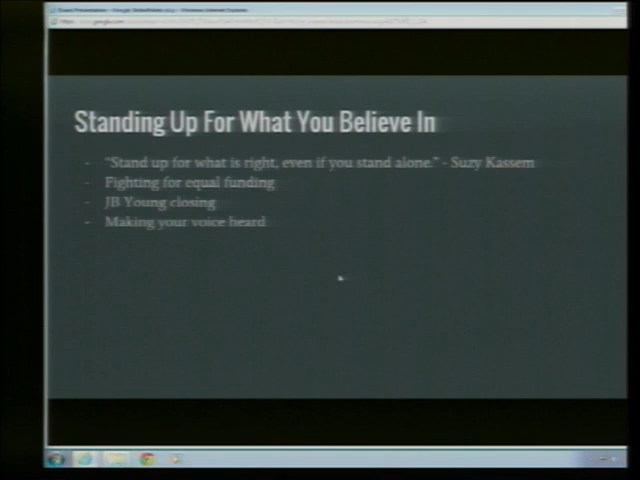 Standing Up For What You Believe In
- "Stand up for what is right, even if you stand alone." - Suzy Kassem
- Fighting for equal funding
- JB Young closing
- Making your voice heard